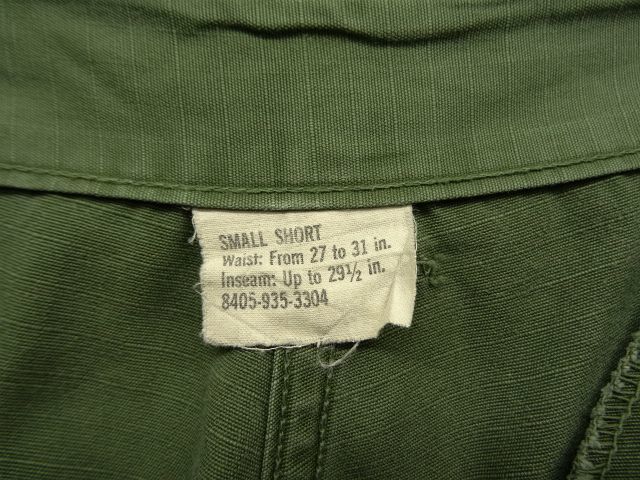 SMALL SHORT
Waist: From 27 to 31 in.
Inseam: Up to 29½ in.
8405-935-3304